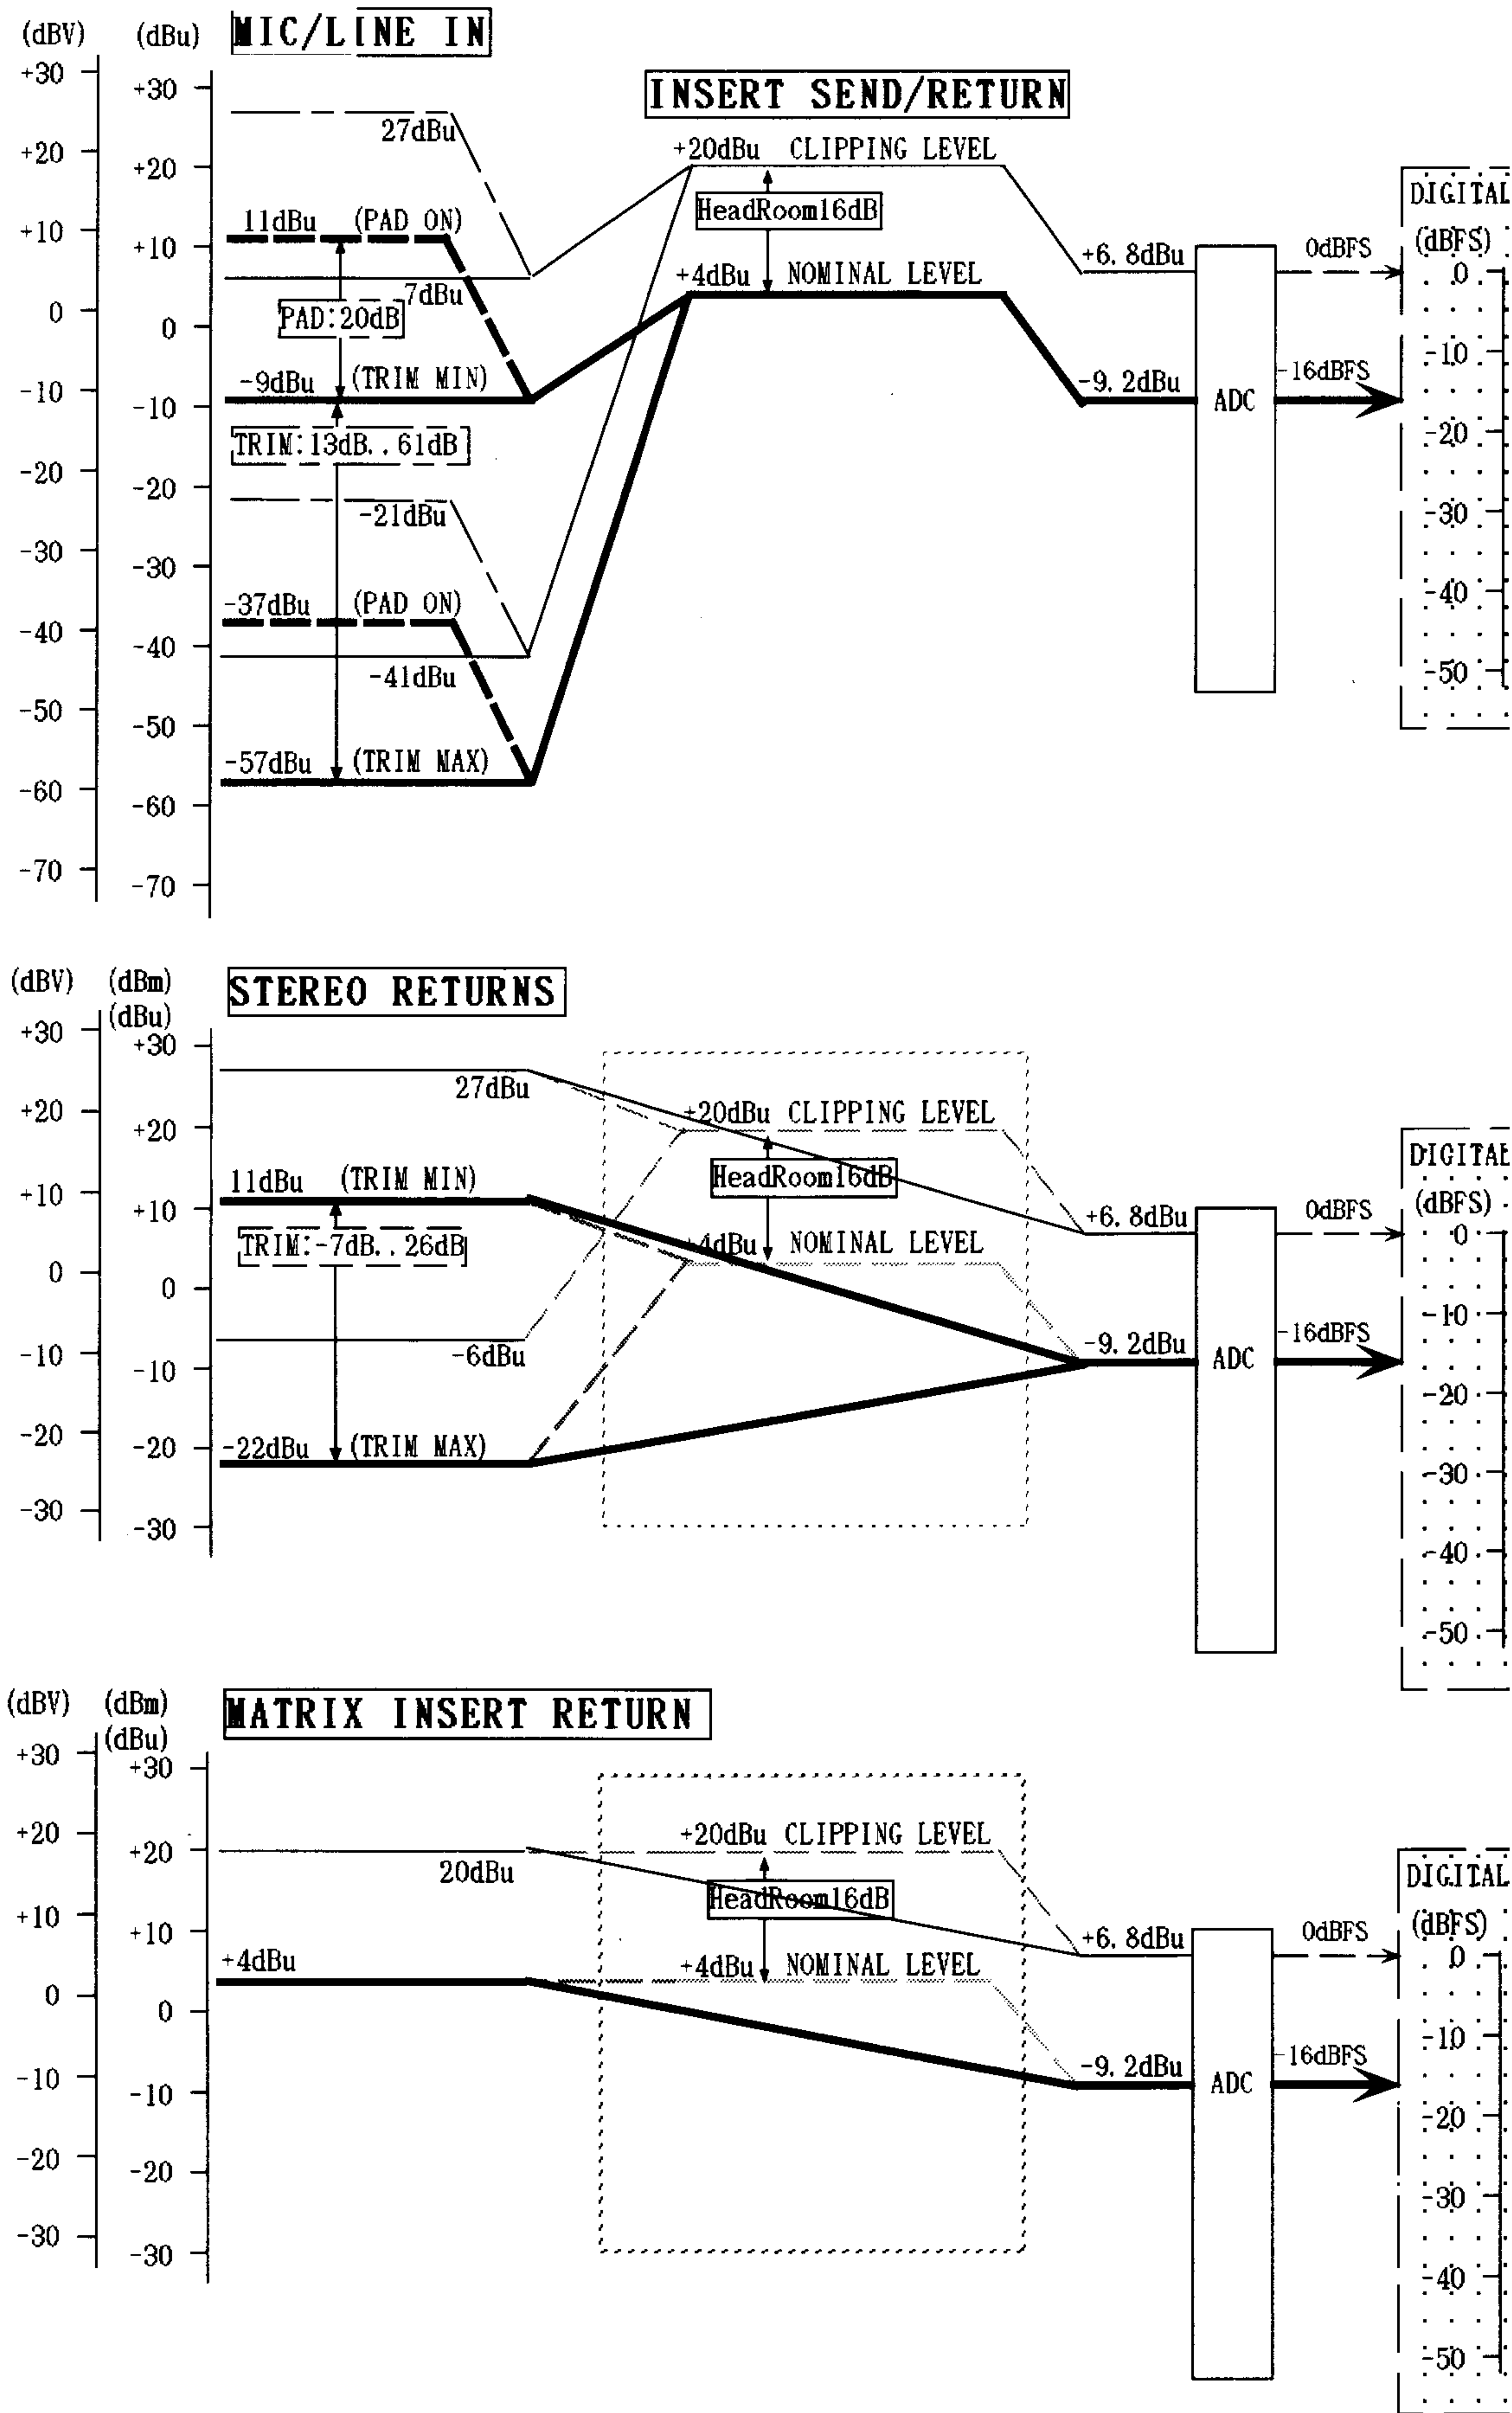 (dBV) (dBu) MIC/LINE IN
+30 +30 INSERT SEND/RETURN
27dBu
+20 +20 +20dBu CLIPPING LEVEL
DIGITAL
HeadRoom16dB
11dBu (PAD ON)
+10 +10 +6.8dBu 0dBFS (dBFS)
+4dBu NOMINAL LEVEL 0
7dBu
0 0 PAD:20dB
-10
-9dBu (TRIM MIN) -9.2dBu -16dBFS
-10 -10 ADC
TRIM:13dB..61dB -20
-20 -20
-21dBu -30
-30 -30
-37dBu (PAD ON) -40
-40 -40
-41dBu -50
-50 -50
-57dBu (TRIM MAX)
-60 -60
-70 -70
(dBV) (dBm) STEREO RETURNS
(dBu)
+30 +30
27dBu
+20 +20 +20dBu CLIPPING LEVEL
DIGITAL
HeadRoom16dB
11dBu (TRIM MIN)
+10 +10 +6.8dBu 0dBFS (dBFS)
TRIM:-7dB..26dB +4dBu NOMINAL LEVEL 0
0 0
-10
-6dBu -9.2dBu -16dBFS
-10 -10 ADC
-20
-22dBu (TRIM MAX)
-20 -20
-30
-30 -30
-40
-50
(dBV) (dBm) MATRIX INSERT RETURN
(dBu)
+30 +30
+20 +20 +20dBu CLIPPING LEVEL
20dBu DIGITAL
HeadRoom16dB
+10 +10 +6.8dBu 0dBFS (dBFS)
+4dBu +4dBu NOMINAL LEVEL 0
0 0
-10
-9.2dBu -16dBFS
-10 -10 ADC
-20
-20 -20
-30
-30 -30
-40
-50